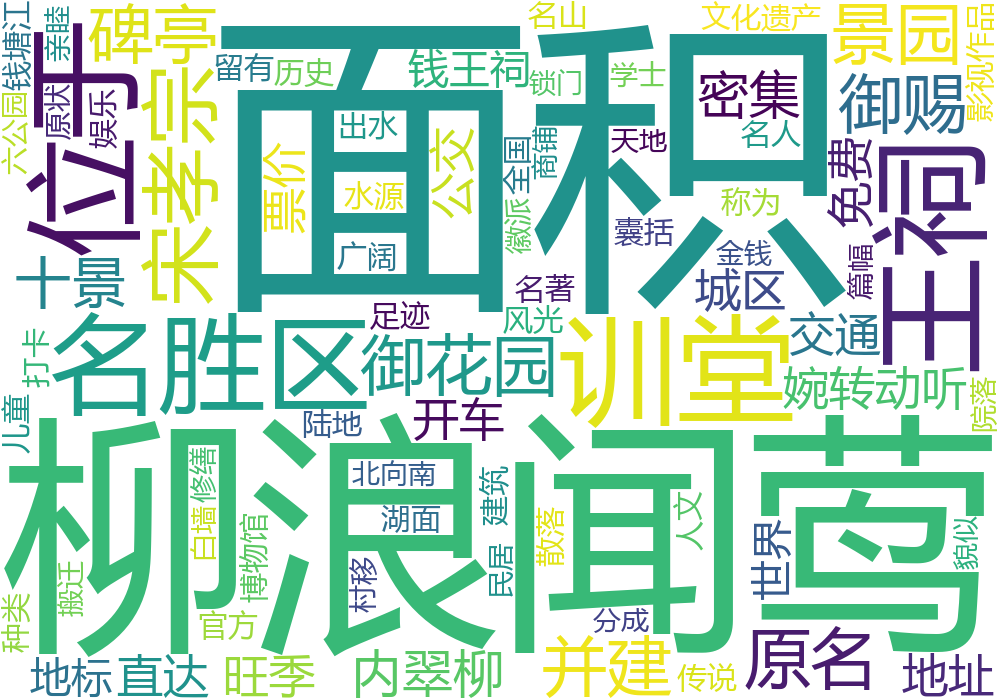 钱塘江
亲睦
碑亭
名山
文化遗产
景园
影视作品
留有
历史
钱王祠
锁门
学士
密集
御赐
六公园
原状
娱乐
于
宋孝宗
面积
出水
公交
全国
商铺
天地
名人
位
票价
水源
免费
王祠
徽派
称为
囊括
广阔
金钱
十景
名著
城区
篇幅
足迹
风光
打卡
名胜区
御花园
训堂
交通
婉转动听
院落
儿童
陆地
开车
柳浪闻莺
修缮
白墙
北向南
建筑
湖面
人文
散落
世界
貌似
博物馆
民居
搬迁
村移
种类
官方
分成
地标
直达
旺季
内翠柳
并建
传说
原名
地址